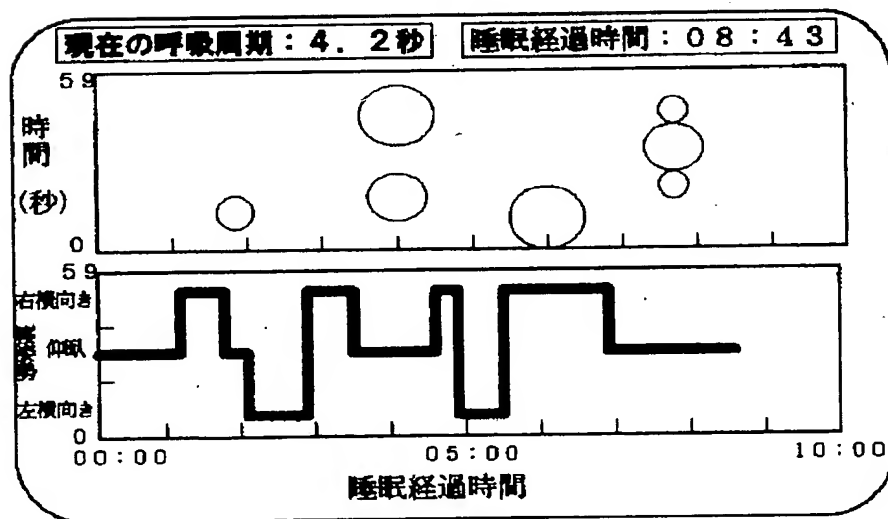 現在の呼吸周期：4．2秒
睡眠経過時間：08：43
59
時間
(秒)
0
59
右横向き
仰臥
左横向き
0
00:00
05:00
10:00
睡眠経過時間